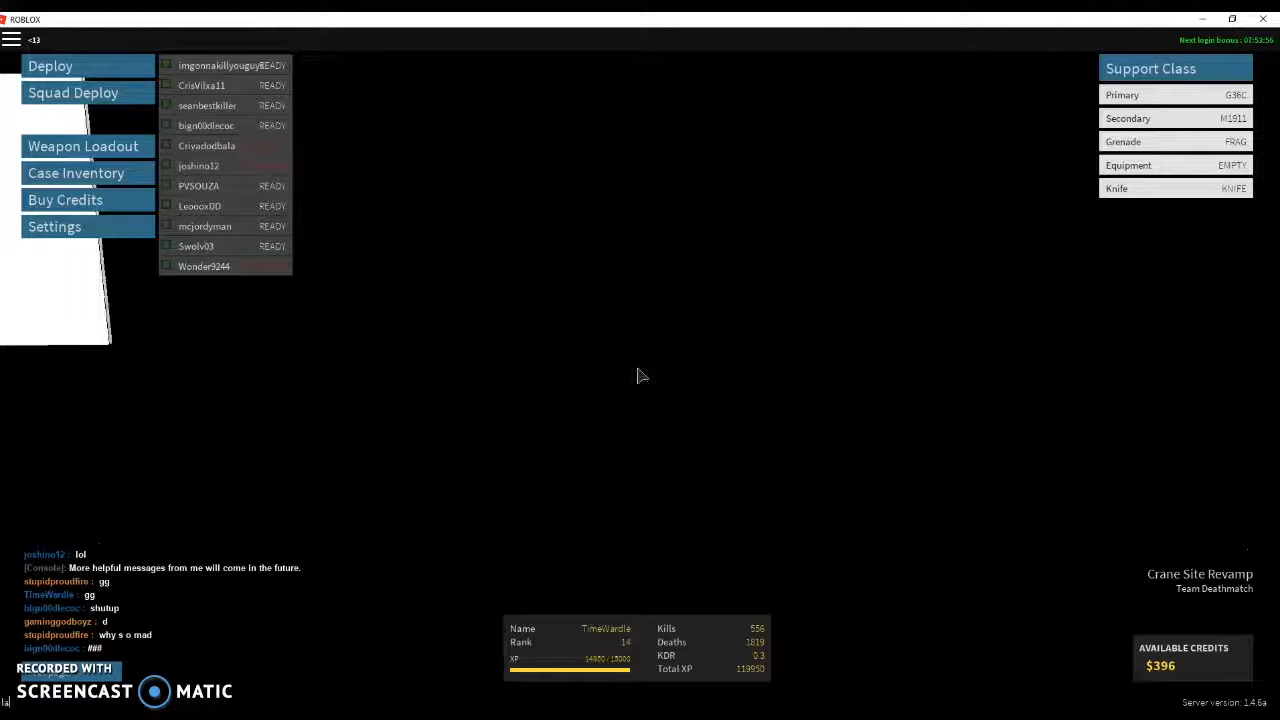 ROBLOX
<13
Next login bonus : 07:53:56
Deploy
Squad Deploy
Weapon Loadout
Case Inventory
Buy Credits
Settings
imgonnakillyouguys READY
CrisVilxa11 READY
seanbestkiller READY
bign00dlecoc READY
Crivadodbala
joshino12
PVSOUZA READY
LeoooxDD READY
mcjordyman READY
Swolv03 READY
Wonder9244
Support Class
Primary G36C
Secondary M1911
Grenade FRAG
Equipment EMPTY
Knife KNIFE
joshino12 : lol
[Console]: More helpful messages from me will come in the future.
stupidproudfire : gg
TimeWardle : gg
bign00dlecoc : shutup
gaminggodboyz : d
stupidproudfire : why s o mad
bign00dlecoc : ###
RECORDED WITH
SCREENCAST MATIC
la
Name TimeWardle
Rank 14
XP 14950 / 15000
Kills 556
Deaths 1819
KDR 0.3
Total XP 119950
Crane Site Revamp
Team Deathmatch
AVAILABLE CREDITS
$396
Server version: 1.4.6a